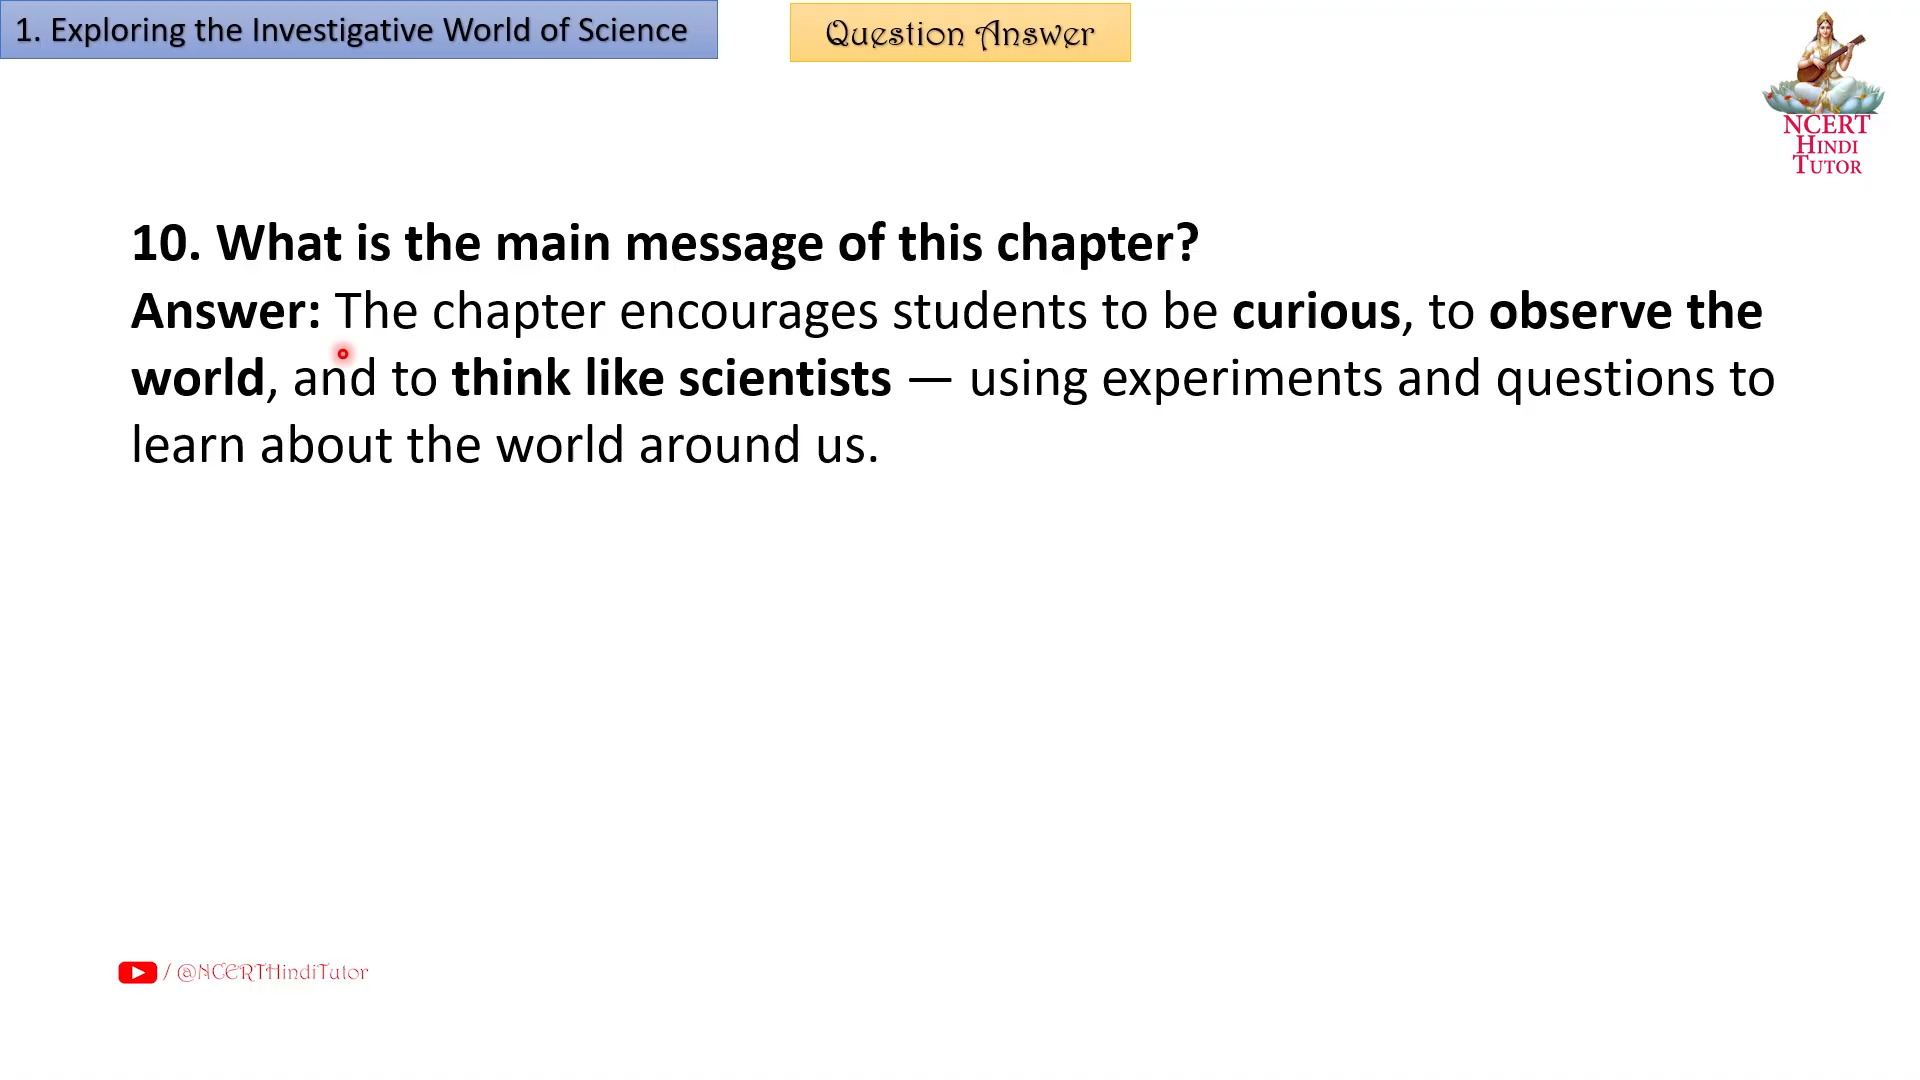 1. Exploring the Investigative World of Science
Question Answer
NCERT
HINDI
TUTOR
10. What is the main message of this chapter?
Answer: The chapter encourages students to be curious, to observe the
world, and to think like scientists — using experiments and questions to
learn about the world around us.
/ @NCERTHindiTutor